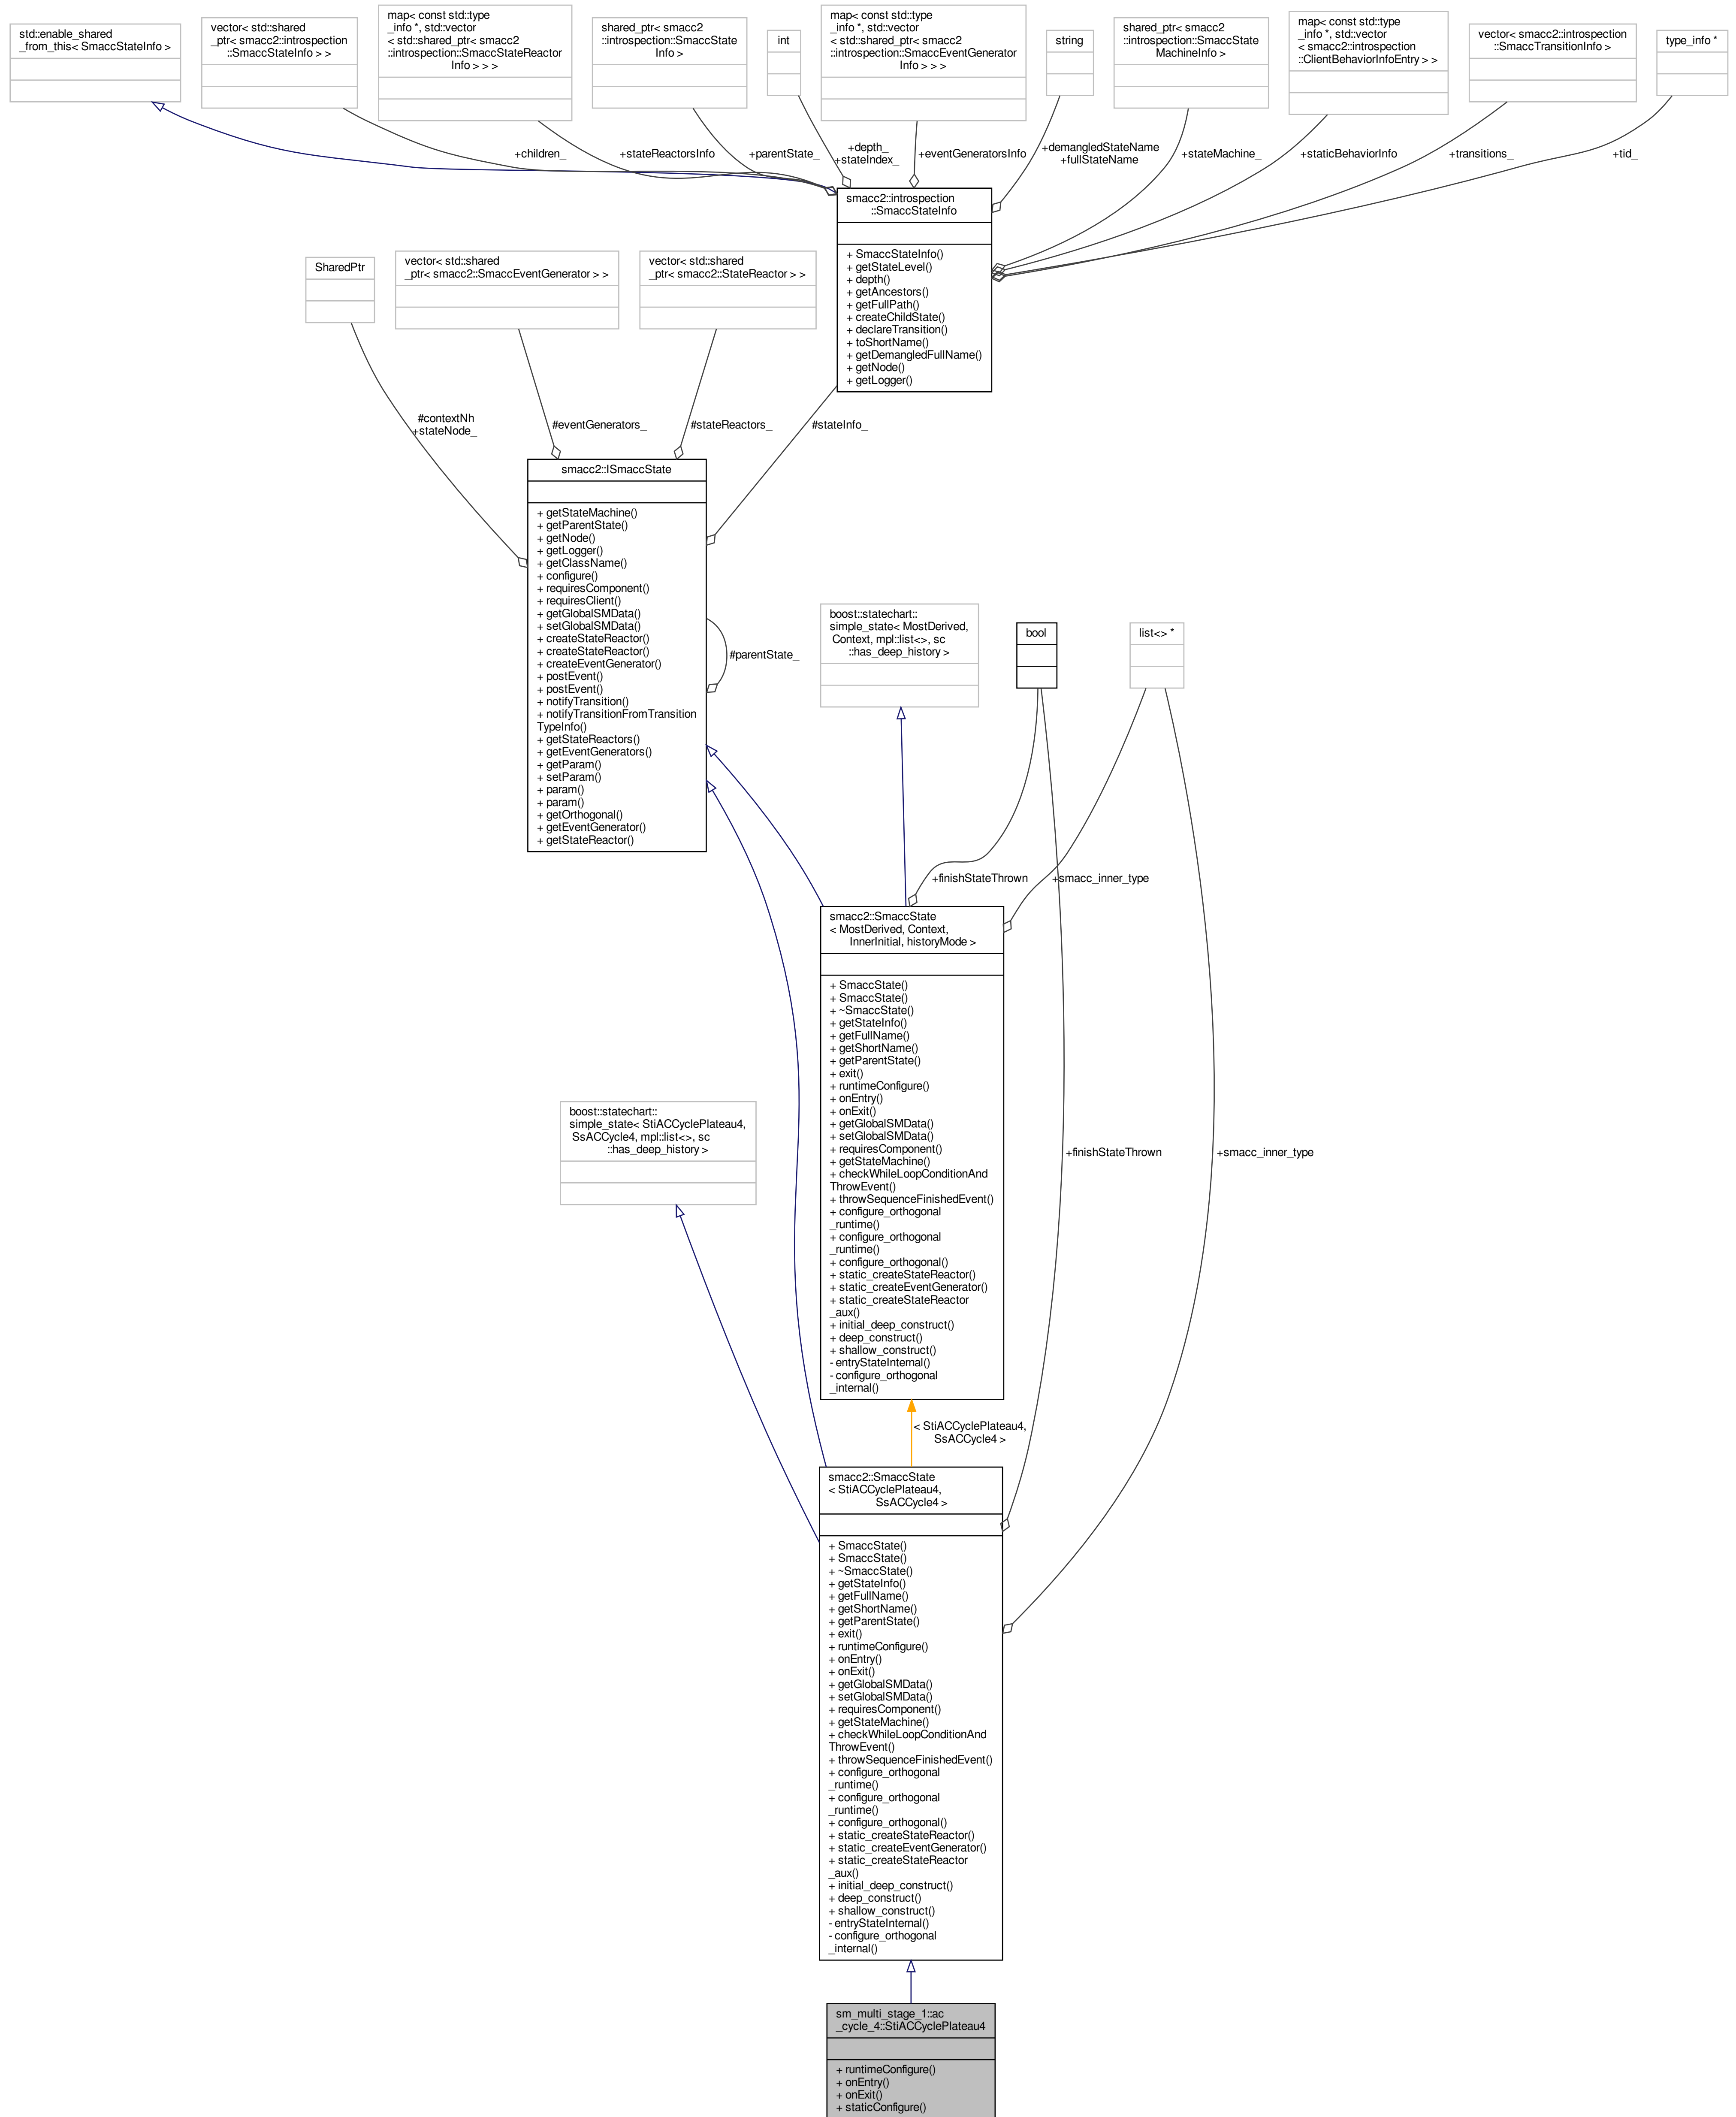 std::enable_shared
_from_this< SmaccStateInfo >
vector< std::shared
_ptr< smacc2::introspection
::SmaccStateInfo > >
map< const std::type
_info *, std::vector
< std::shared_ptr< smacc2
::introspection::SmaccStateReactor
Info > > >
shared_ptr< smacc2
::introspection::SmaccState
Info >
int
map< const std::type
_info *, std::vector
< std::shared_ptr< smacc2
::introspection::SmaccEventGenerator
Info > > >
string
shared_ptr< smacc2
::introspection::SmaccState
MachineInfo >
map< const std::type
_info *, std::vector
< smacc2::introspection
::ClientBehaviorInfoEntry > >
vector< smacc2::introspection
::SmaccTransitionInfo >
type_info *
+children_
+stateReactorsInfo
+parentState_
+depth_
+stateIndex_
+eventGeneratorsInfo
+demangledStateName
+fullStateName
+stateMachine_
+staticBehaviorInfo
+transitions_
+tid_
smacc2::introspection
::SmaccStateInfo
+ SmaccStateInfo()
+ getStateLevel()
+ depth()
+ getAncestors()
+ getFullPath()
+ createChildState()
+ declareTransition()
+ toShortName()
+ getDemangledFullName()
+ getNode()
+ getLogger()
SharedPtr
vector< std::shared
_ptr< smacc2::SmaccEventGenerator > >
vector< std::shared
_ptr< smacc2::StateReactor > >
#contextNh
+stateNode_
#eventGenerators_
#stateReactors_
#stateInfo_
smacc2::ISmaccState
+ getStateMachine()
+ getParentState()
+ getNode()
+ getLogger()
+ getClassName()
+ configure()
+ requiresComponent()
+ requiresClient()
+ getGlobalSMData()
+ setGlobalSMData()
+ createStateReactor()
+ createStateReactor()
+ createEventGenerator()
+ postEvent()
+ postEvent()
+ notifyTransition()
+ notifyTransitionFromTransition
TypeInfo()
+ getStateReactors()
+ getEventGenerators()
+ getParam()
+ setParam()
+ param()
+ param()
+ getOrthogonal()
+ getEventGenerator()
+ getStateReactor()
#parentState_
boost::statechart::
simple_state< MostDerived,
Context, mpl::list<>, sc
::has_deep_history >
bool
list<> *
+finishStateThrown
+smacc_inner_type
smacc2::SmaccState
< MostDerived, Context,
InnerInitial, historyMode >
+ SmaccState()
+ SmaccState()
+ ~SmaccState()
+ getStateInfo()
+ getFullName()
+ getShortName()
+ getParentState()
+ exit()
+ runtimeConfigure()
+ onEntry()
+ onExit()
+ getGlobalSMData()
+ setGlobalSMData()
+ requiresComponent()
+ getStateMachine()
+ checkWhileLoopConditionAnd
ThrowEvent()
+ throwSequenceFinishedEvent()
+ configure_orthogonal
_runtime()
+ configure_orthogonal
_runtime()
+ configure_orthogonal()
+ static_createStateReactor()
+ static_createEventGenerator()
+ static_createStateReactor
_aux()
+ initial_deep_construct()
+ deep_construct()
+ shallow_construct()
- entryStateInternal()
- configure_orthogonal
_internal()
boost::statechart::
simple_state< StiACCyclePlateau4,
SsACCycle4, mpl::list<>, sc
::has_deep_history >
+finishStateThrown
+smacc_inner_type
< StiACCyclePlateau4,
SsACCycle4 >
smacc2::SmaccState
< StiACCyclePlateau4,
SsACCycle4 >
+ SmaccState()
+ SmaccState()
+ ~SmaccState()
+ getStateInfo()
+ getFullName()
+ getShortName()
+ getParentState()
+ exit()
+ runtimeConfigure()
+ onEntry()
+ onExit()
+ getGlobalSMData()
+ setGlobalSMData()
+ requiresComponent()
+ getStateMachine()
+ checkWhileLoopConditionAnd
ThrowEvent()
+ throwSequenceFinishedEvent()
+ configure_orthogonal
_runtime()
+ configure_orthogonal
_runtime()
+ configure_orthogonal()
+ static_createStateReactor()
+ static_createEventGenerator()
+ static_createStateReactor
_aux()
+ initial_deep_construct()
+ deep_construct()
+ shallow_construct()
- entryStateInternal()
- configure_orthogonal
_internal()
sm_multi_stage_1::ac
_cycle_4::StiACCyclePlateau4
+ runtimeConfigure()
+ onEntry()
+ onExit()
+ staticConfigure()